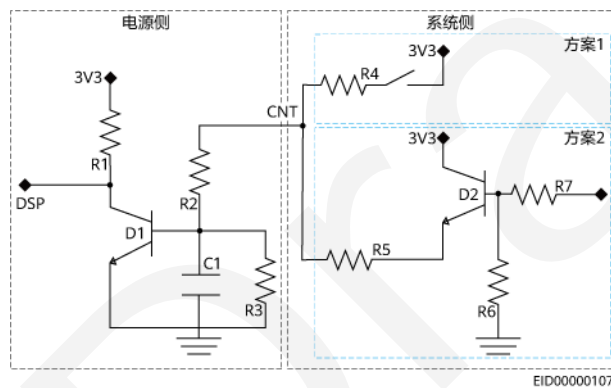 电源侧
系统侧
方案1
3V3
R4
3V3
CNT
R1
方案2
3V3
DSP
R2
D1
D2
R7
C1
R5
R3
R6
EID00000107